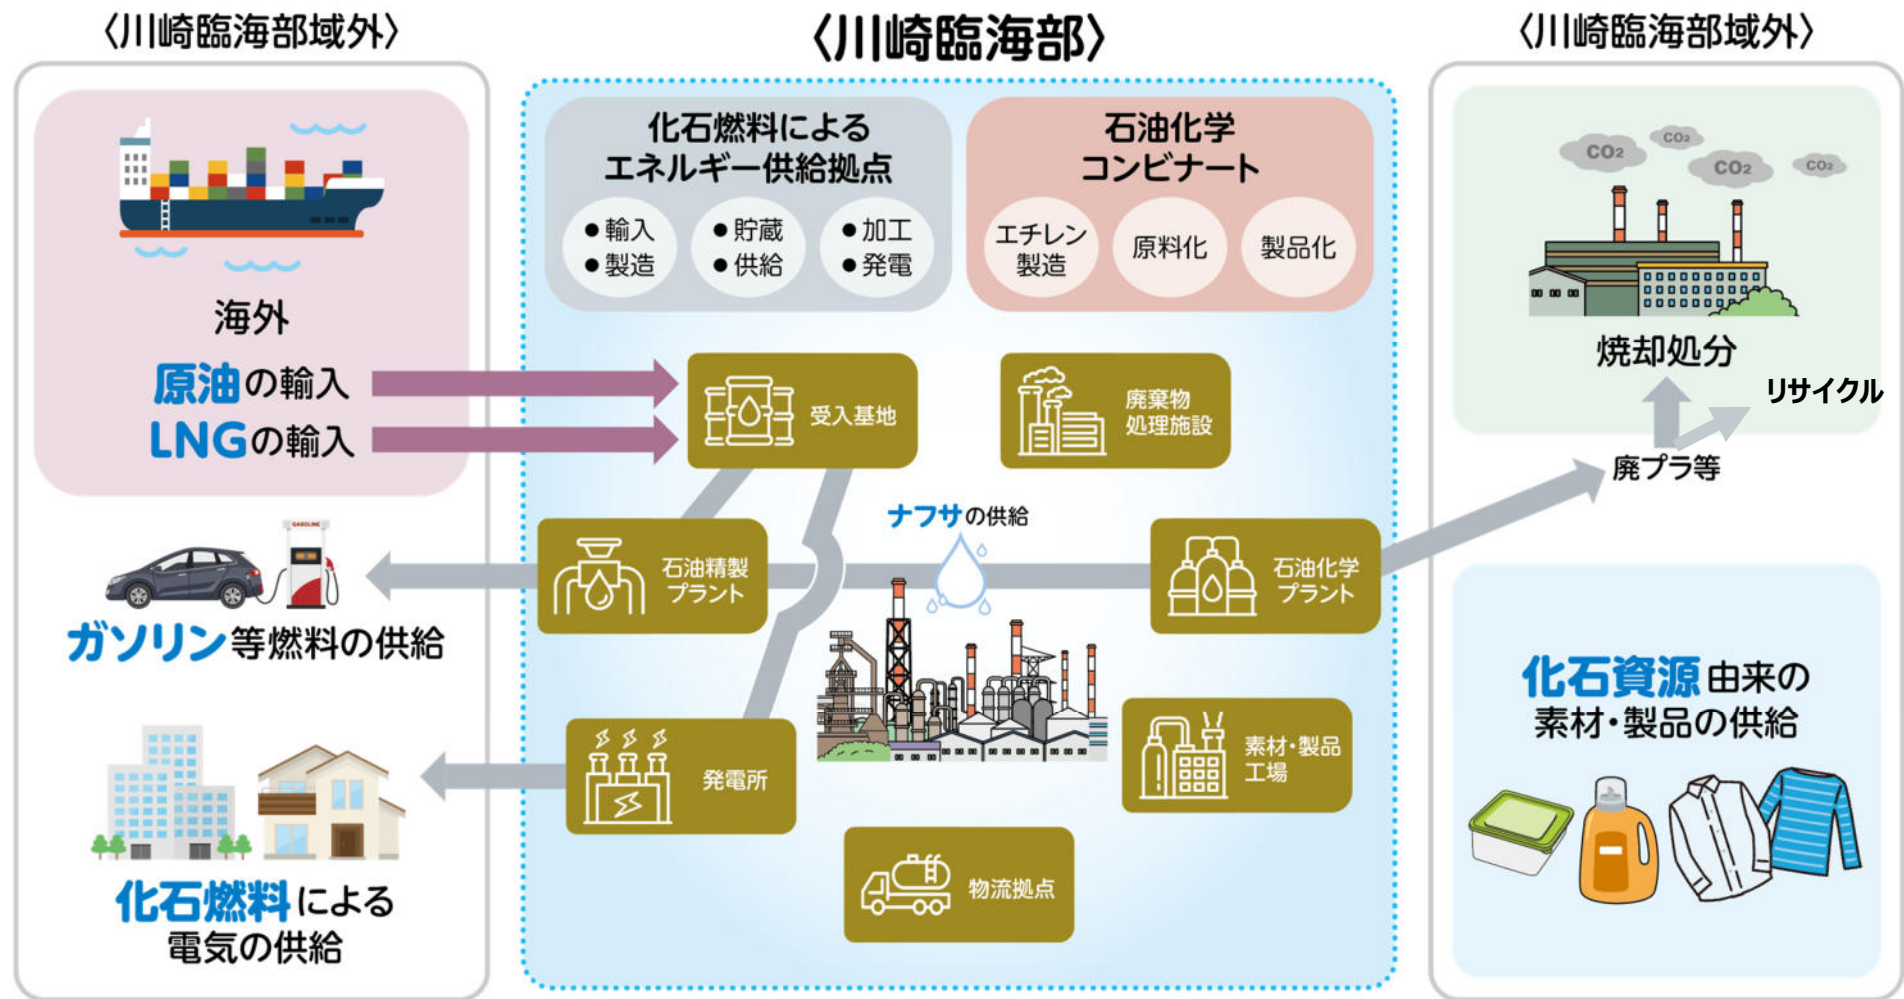 〈川崎臨海部域外〉
海外
原油の輸入
LNGの輸入
GASOLINE
ガソリン等燃料の供給
化石燃料による
電気の供給
〈川崎臨海部〉
化石燃料による
エネルギー供給拠点
●輸入
●製造
●貯蔵
●供給
●加工
●発電
石油化学
コンビナート
エチレン
製造
原料化
製品化
受入基地
廃棄物
処理施設
ナフサの供給
石油精製
プラント
石油化学
プラント
発電所
素材・製品
工場
物流拠点
〈川崎臨海部域外〉
CO2
CO2
CO2
CO2
焼却処分
リサイクル
廃プラ等
化石資源由来の
素材・製品の供給